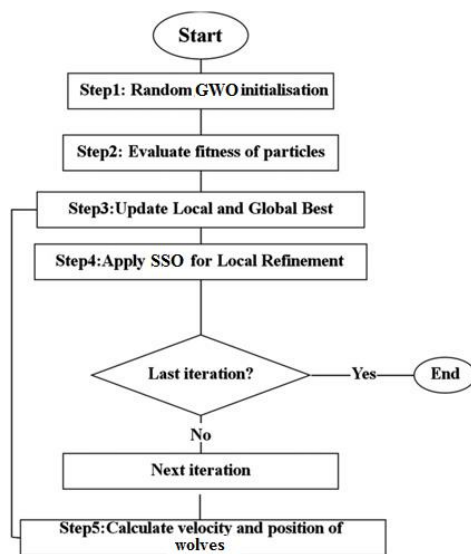 Start
Step1: Random GWO initialisation
Step2: Evaluate fitness of particles
Step3:Update Local and Global Best
Step4:Apply SSO for Local Refinement
Last iteration?
Yes
End
No
Next iteration
Step5:Calculate velocity and position of
wolves